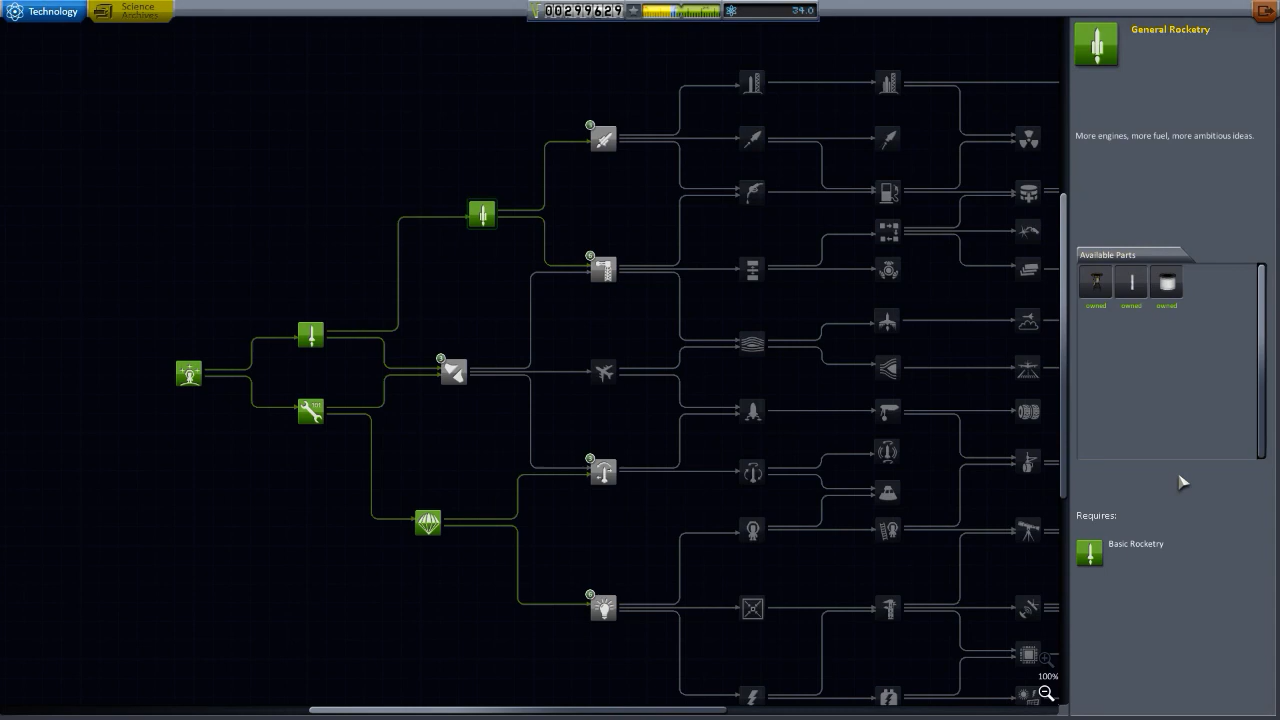 Technology
Science
Archives
00299629
34.0
General Rocketry
More engines, more fuel, more ambitious ideas.
Available Parts
owned owned owned
Requires:
Basic Rocketry
101
100%